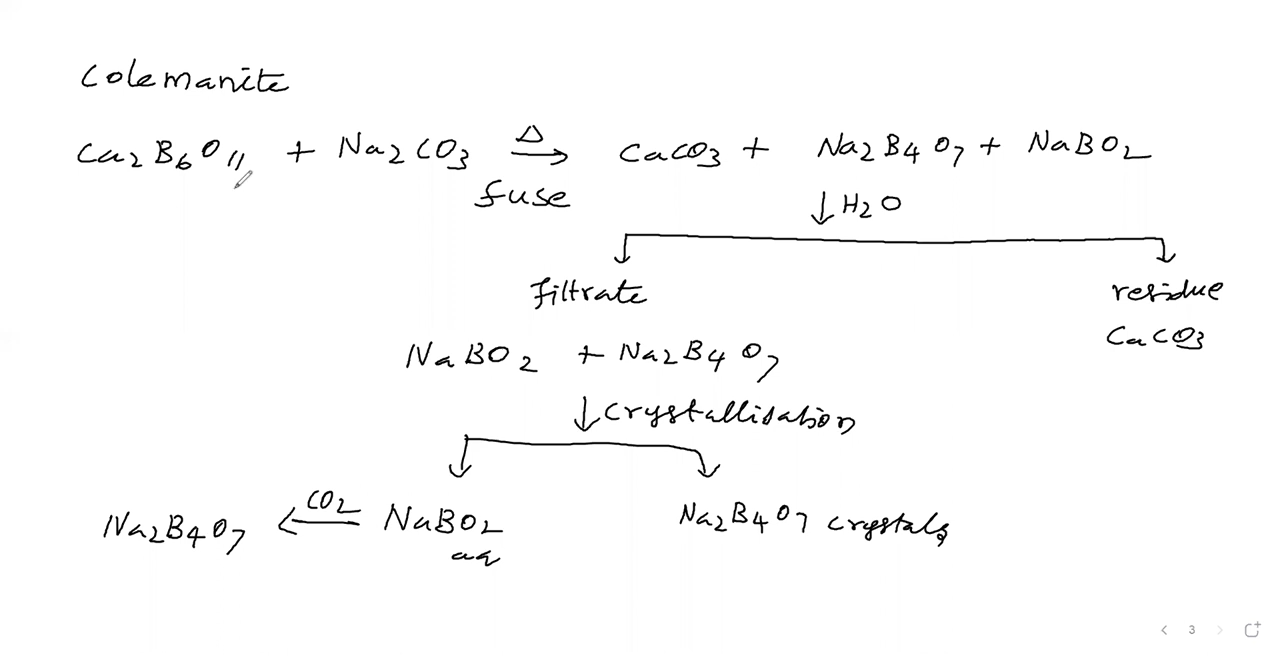 Colemanite
Ca2B6O11 + Na2CO3 Δ→ CaCO3 + Na2B4O7 + NaBO2
fuse
↓H2O
filtrate
residue
CaCO3
NaBO2 + Na2B4O7
↓crystallisation
Na2B4O7 ←CO2 NaBO2
aq
Na2B4O7 crystals
3